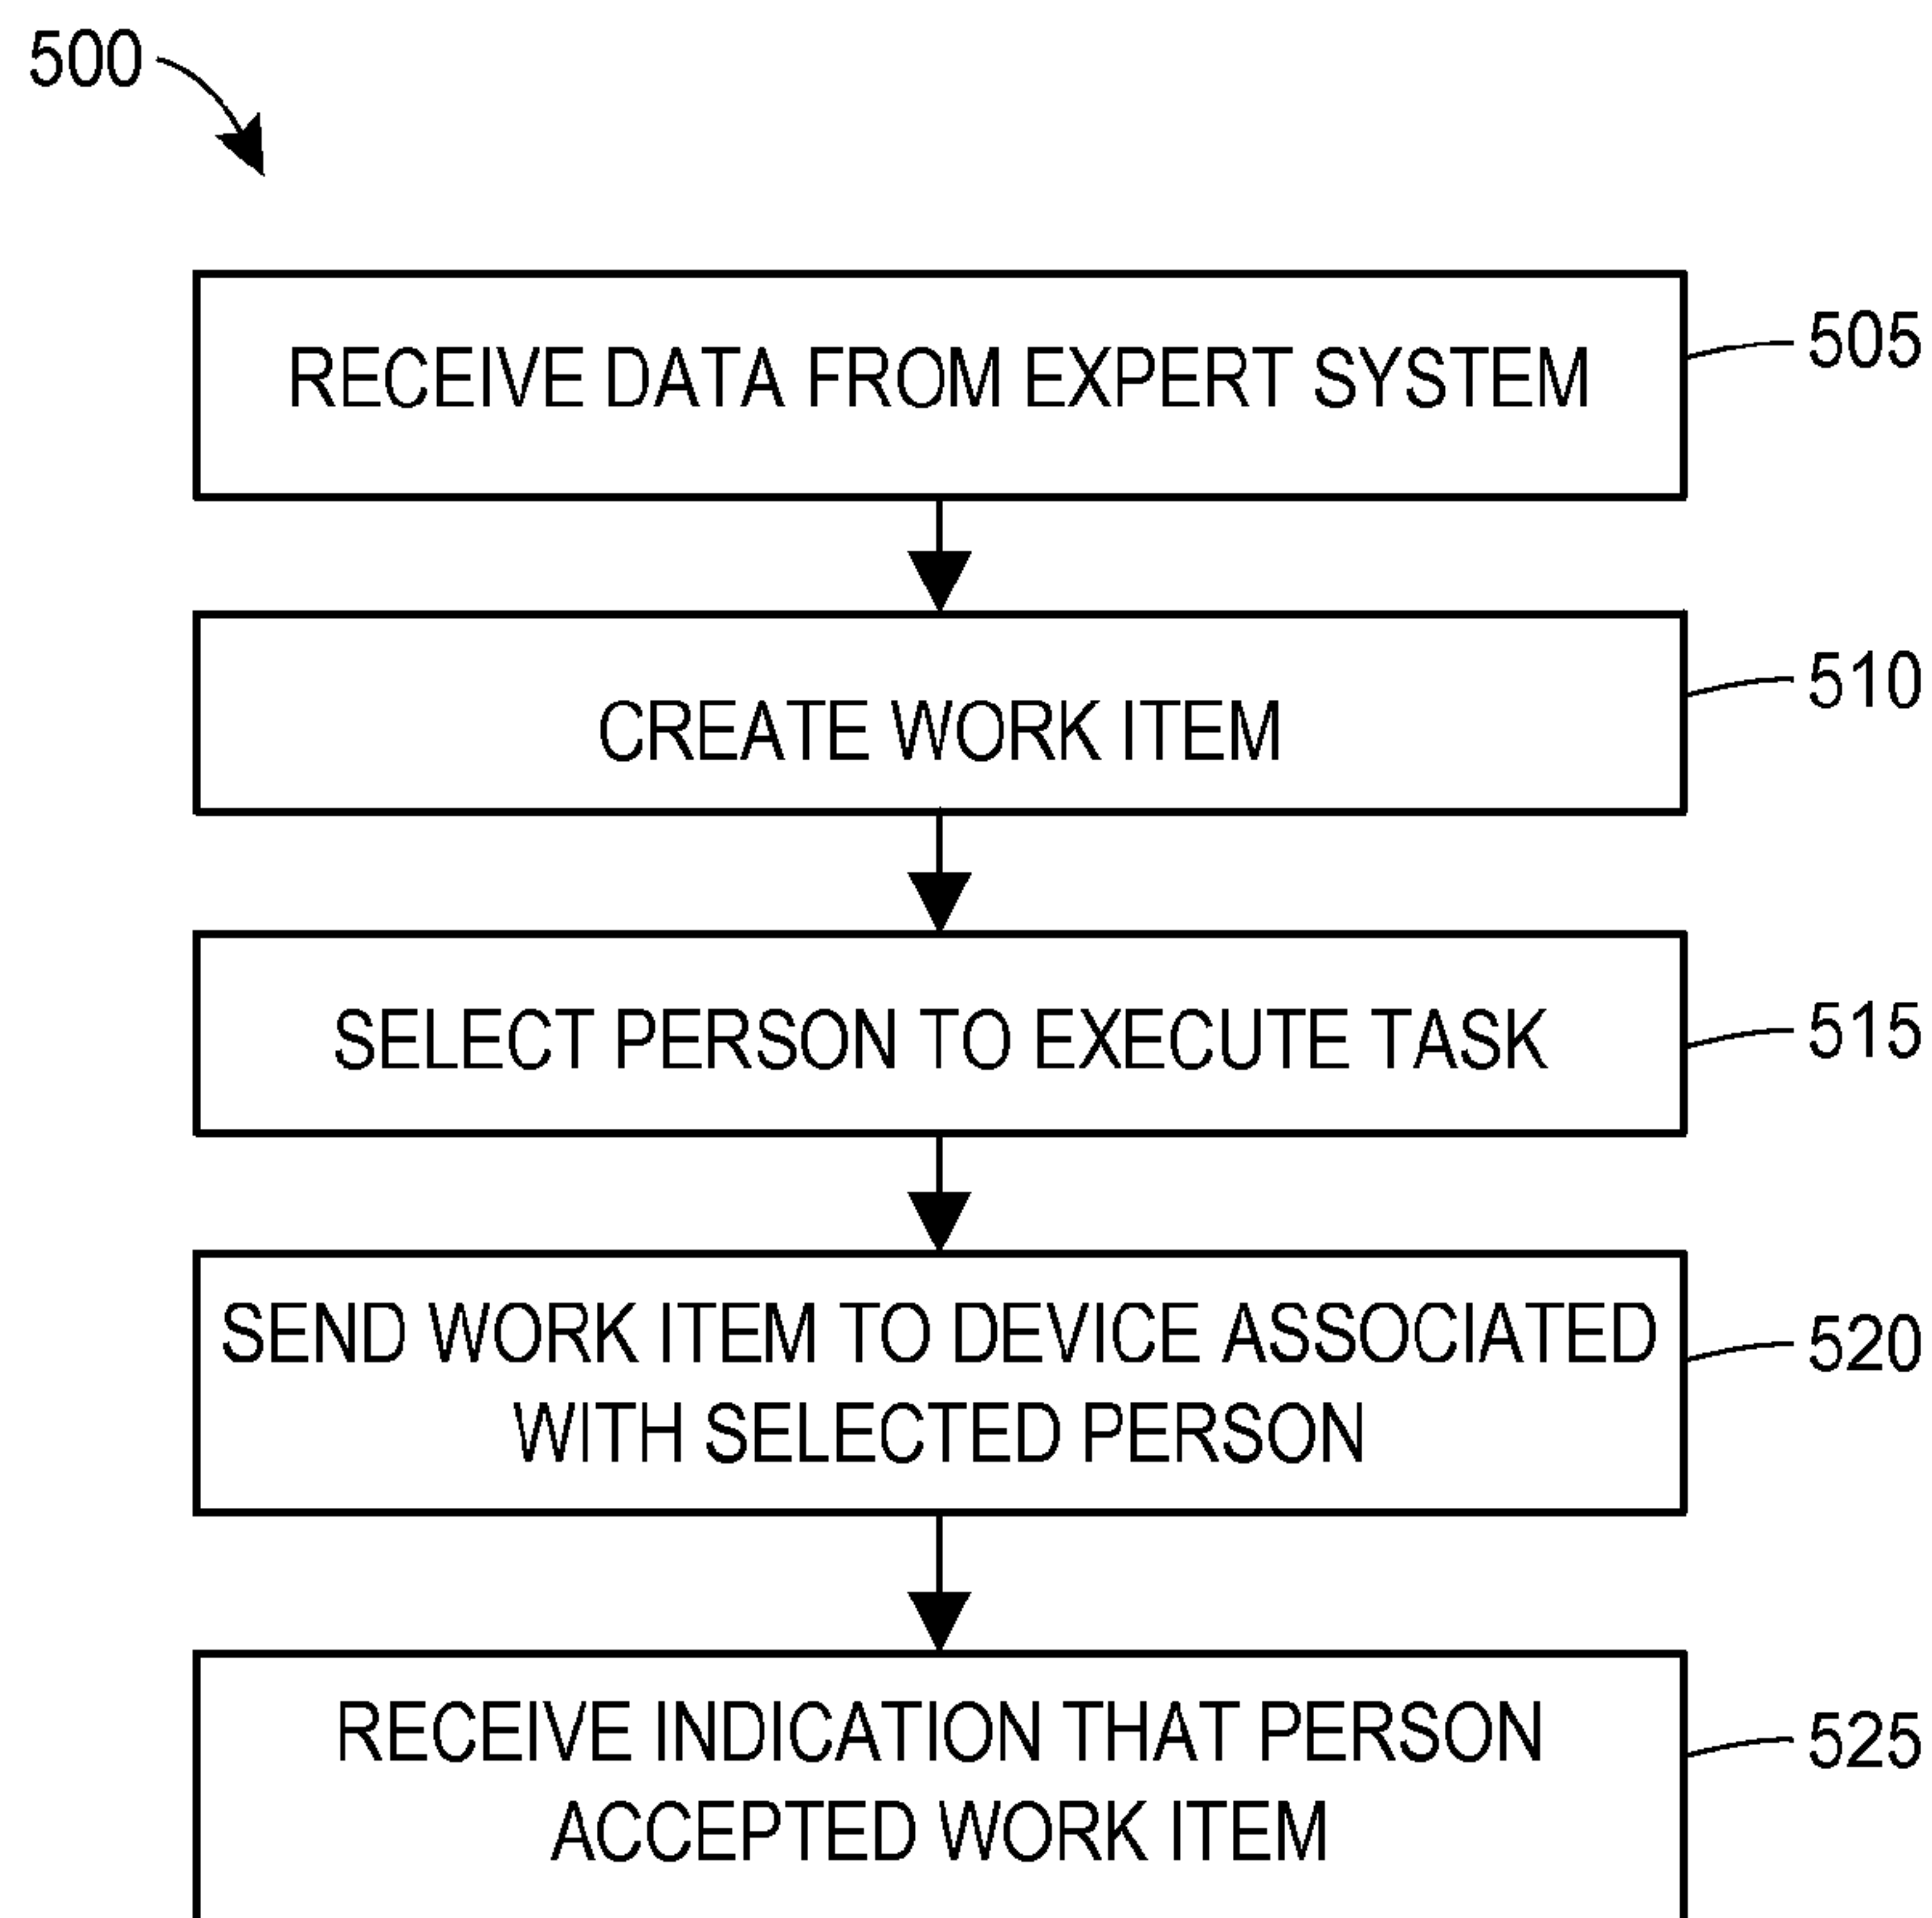 500
RECEIVE DATA FROM EXPERT SYSTEM
505
CREATE WORK ITEM
510
SELECT PERSON TO EXECUTE TASK
515
SEND WORK ITEM TO DEVICE ASSOCIATED
WITH SELECTED PERSON
520
RECEIVE INDICATION THAT PERSON
ACCEPTED WORK ITEM
525